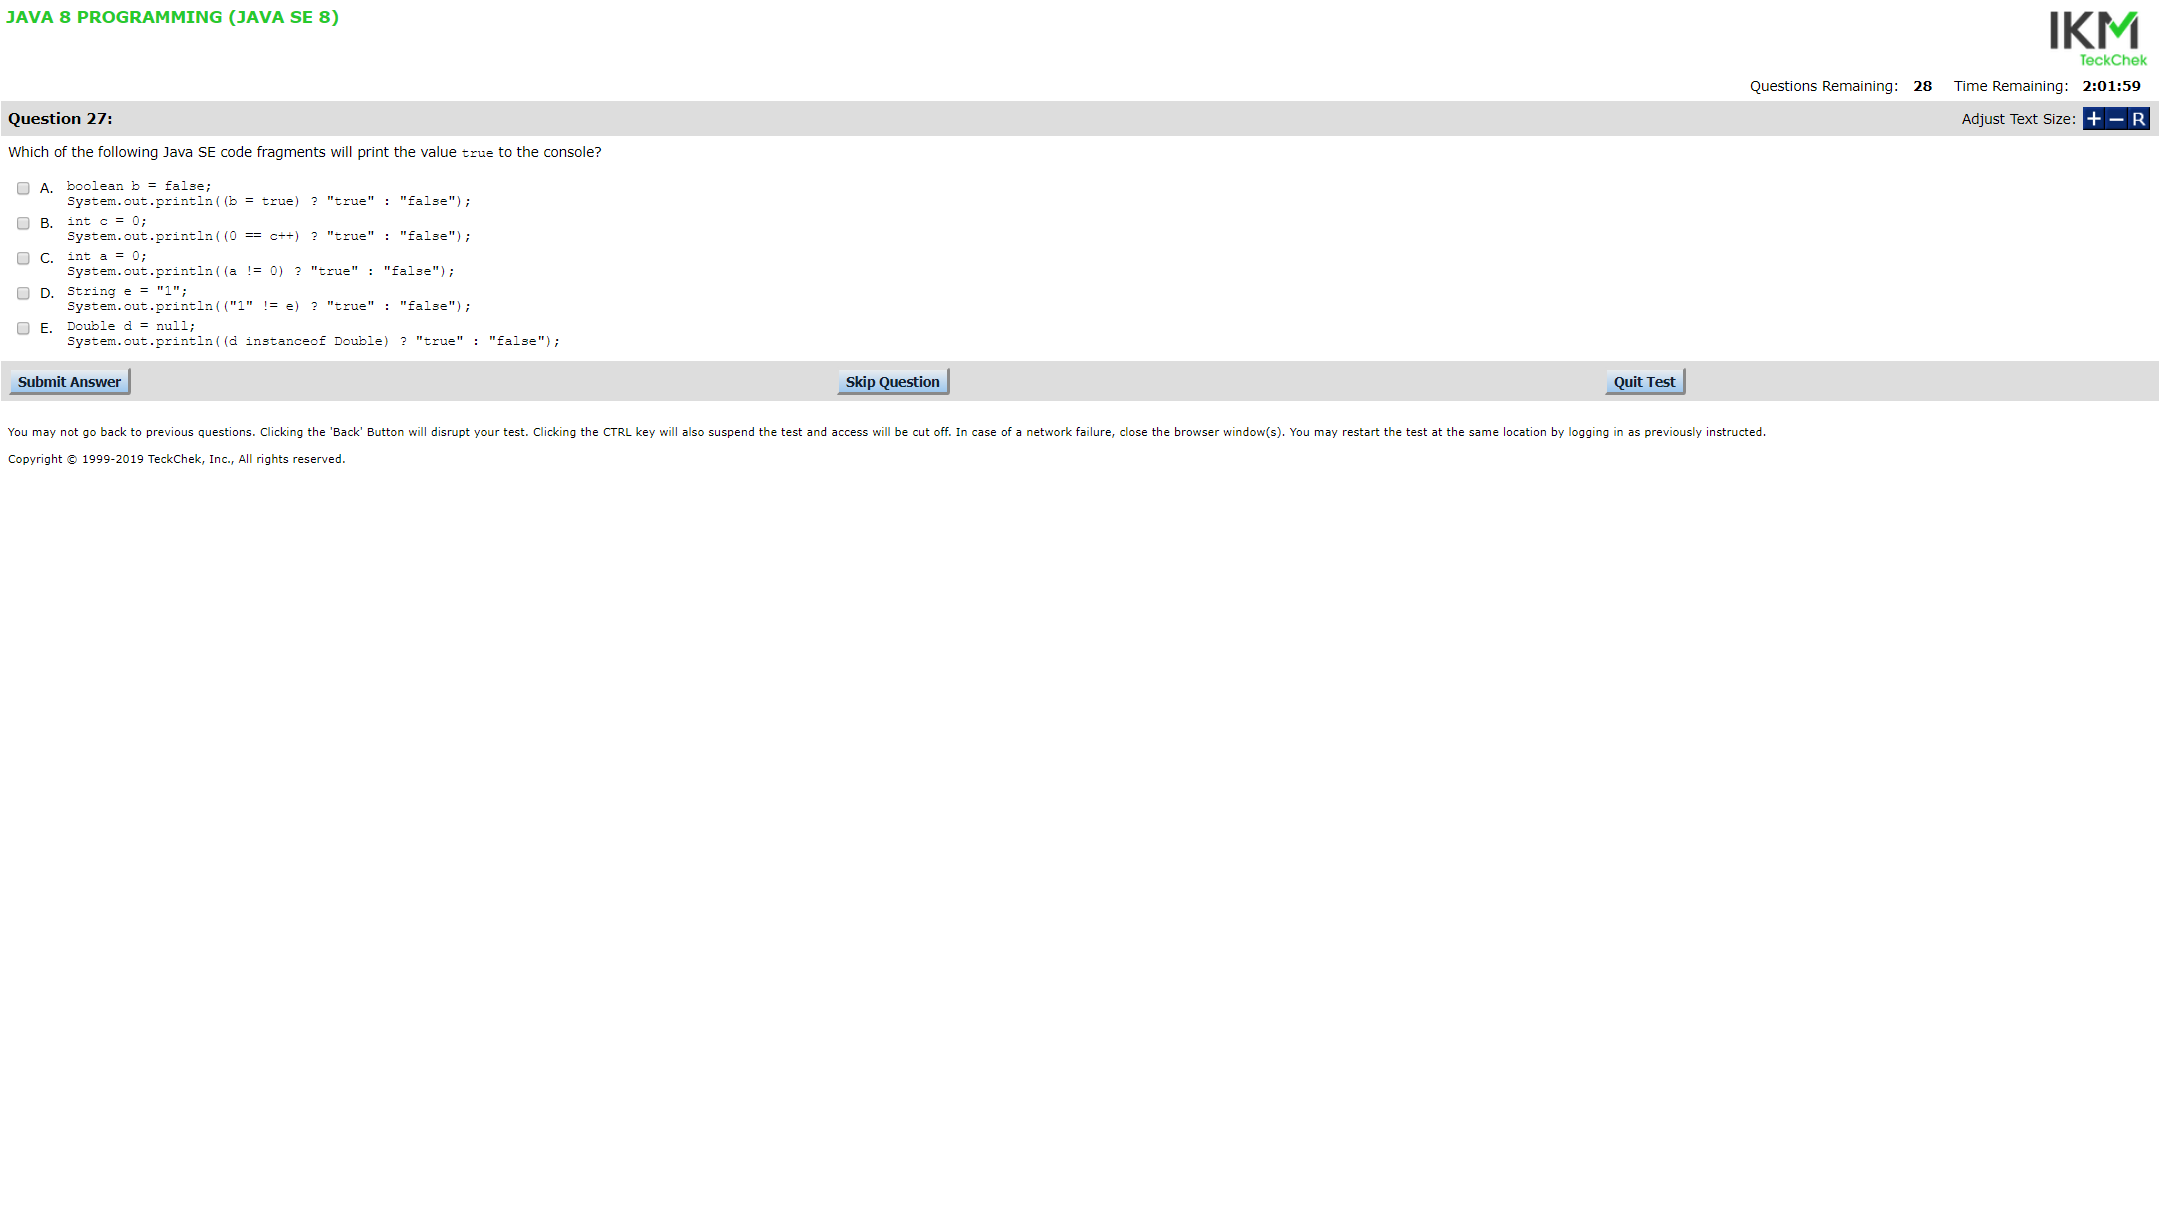 JAVA 8 PROGRAMMING (JAVA SE 8)
IKM
TeckChek
Questions Remaining: 28 Time Remaining: 2:01:59
Question 27:
Adjust Text Size: + − R
Which of the following Java SE code fragments will print the value true to the console?
A. boolean b = false;
System.out.println((b = true) ? "true" : "false");
B. int c = 0;
System.out.println((0 == c++) ? "true" : "false");
C. int a = 0;
System.out.println((a != 0) ? "true" : "false");
D. String e = "1";
System.out.println(("1" != e) ? "true" : "false");
E. Double d = null;
System.out.println((d instanceof Double) ? "true" : "false");
Submit Answer Skip Question Quit Test
You may not go back to previous questions. Clicking the 'Back' Button will disrupt your test. Clicking the CTRL key will also suspend the test and access will be cut off. In case of a network failure, close the browser window(s). You may restart the test at the same location by logging in as previously instructed.
Copyright © 1999-2019 TeckChek, Inc., All rights reserved.